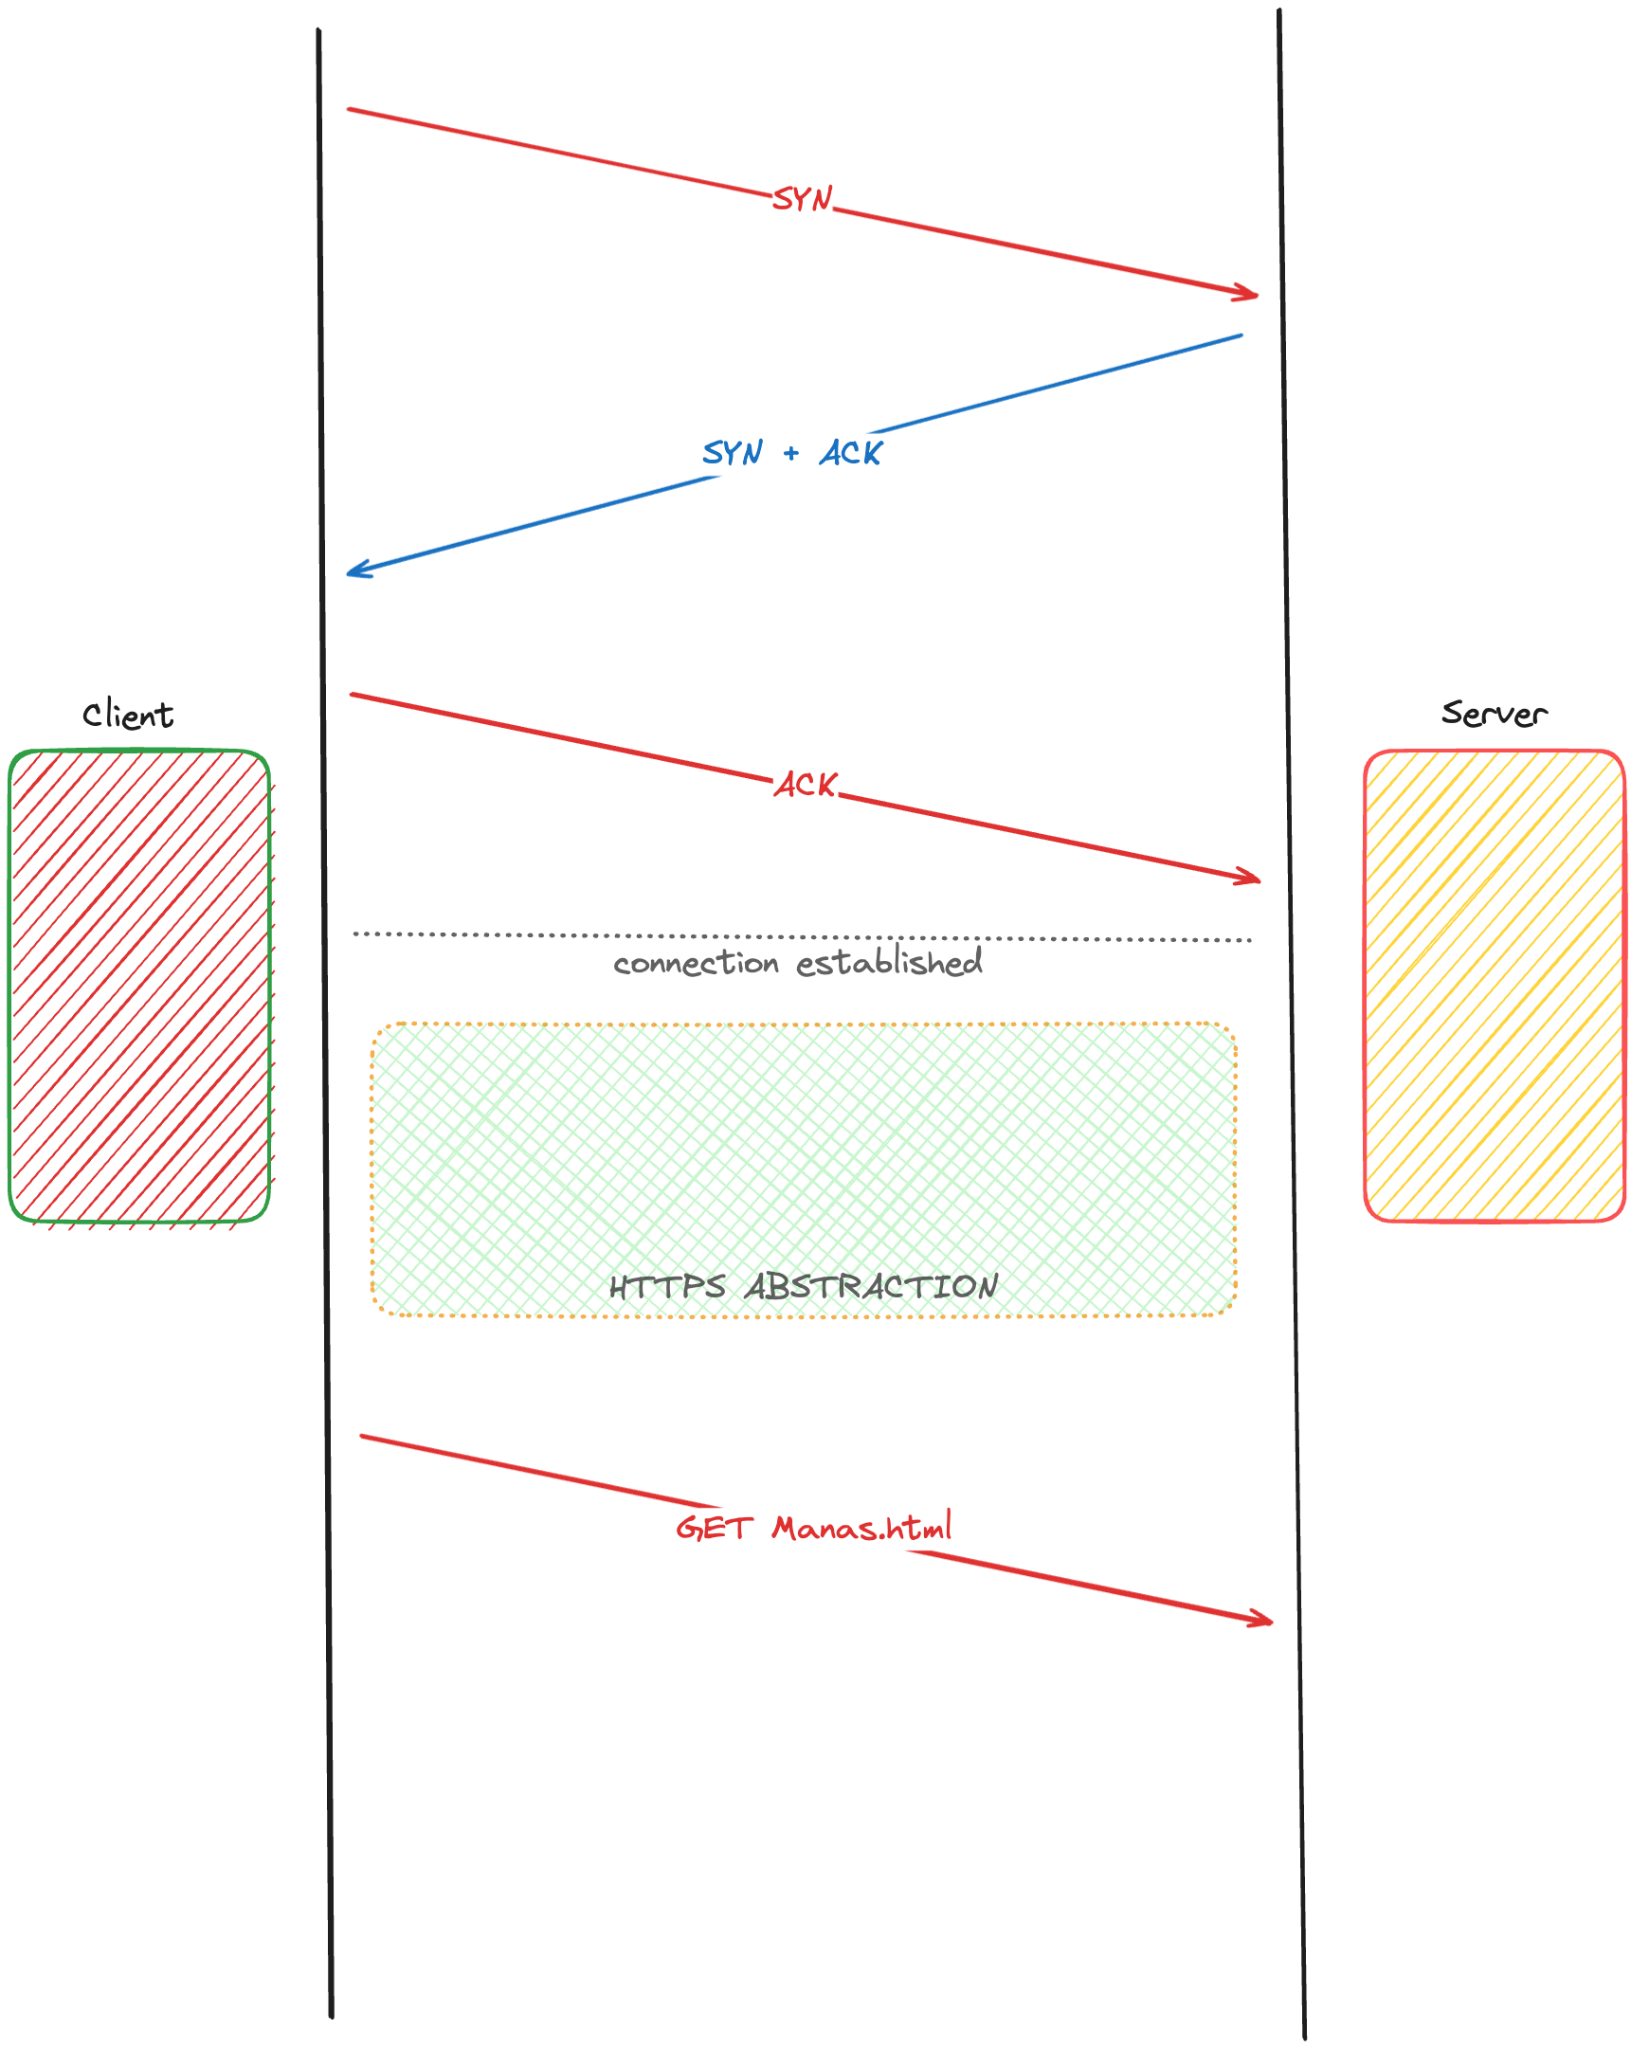 SYN
SYN + ACK
Client
Server
ACK
connection established
HTTPS ABSTRACTION
GET Manas.html